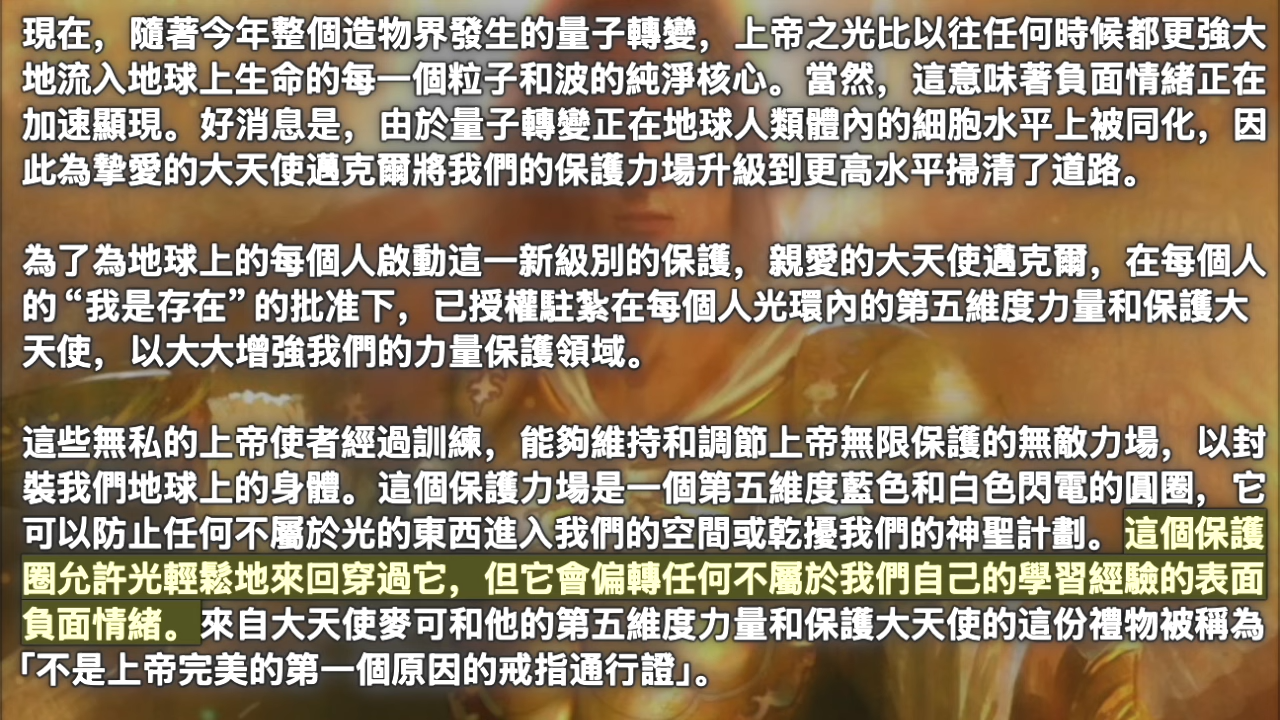 現在，隨著今年整個造物界發生的量子轉變，上帝之光比以往任何時候都更強大
地流入地球上生命的每一個粒子和波的純淨核心。當然，這意味著負面情緒正在
加速顯現。好消息是，由於量子轉變正在地球人類體內的細胞水平上被同化，因
此為摯愛的大天使邁克爾將我們的保護力場升級到更高水平掃清了道路。
為了為地球上的每個人啟動這一新級別的保護，親愛的大天使邁克爾，在每個人
的“我是存在”的批准下，已授權駐紮在每個人光環內的第五維度力量和保護大
天使，以大大增強我們的力量保護領域。
這些無私的上帝使者經過訓練，能夠維持和調節上帝無限保護的無敵力場，以封
裝我們地球上的身體。這個保護力場是一個第五維度藍色和白色閃電的圓圈，它
可以防止任何不屬於光的東西進入我們的空間或乾擾我們的神聖計劃。這個保護
圈允許光輕鬆地來回穿過它，但它會偏轉任何不屬於我們自己的學習經驗的表面
負面情緒。來自大天使麥可和他的第五維度力量和保護大天使的這份禮物被稱為
「不是上帝完美的第一個原因的戒指通行證」。